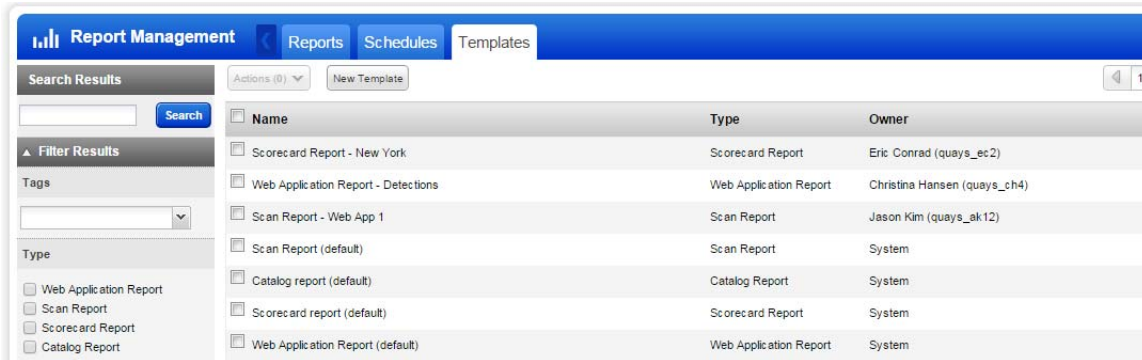 Report Management
Reports Schedules Templates
Search Results
Search
Filter Results
Tags
Type
Web Application Report
Scan Report
Scorecard Report
Catalog Report
Actions (0) New Template 1
Name Type Owner
Scorecard Report - New York Scorecard Report Eric Conrad (quays_ec2)
Web Application Report - Detections Web Application Report Christina Hansen (quays_ch4)
Scan Report - Web App 1 Scan Report Jason Kim (quays_ak12)
Scan Report (default) Scan Report System
Catalog report (default) Catalog Report System
Scorecard report (default) Scorecard Report System
Web Application Report (default) Web Application Report System